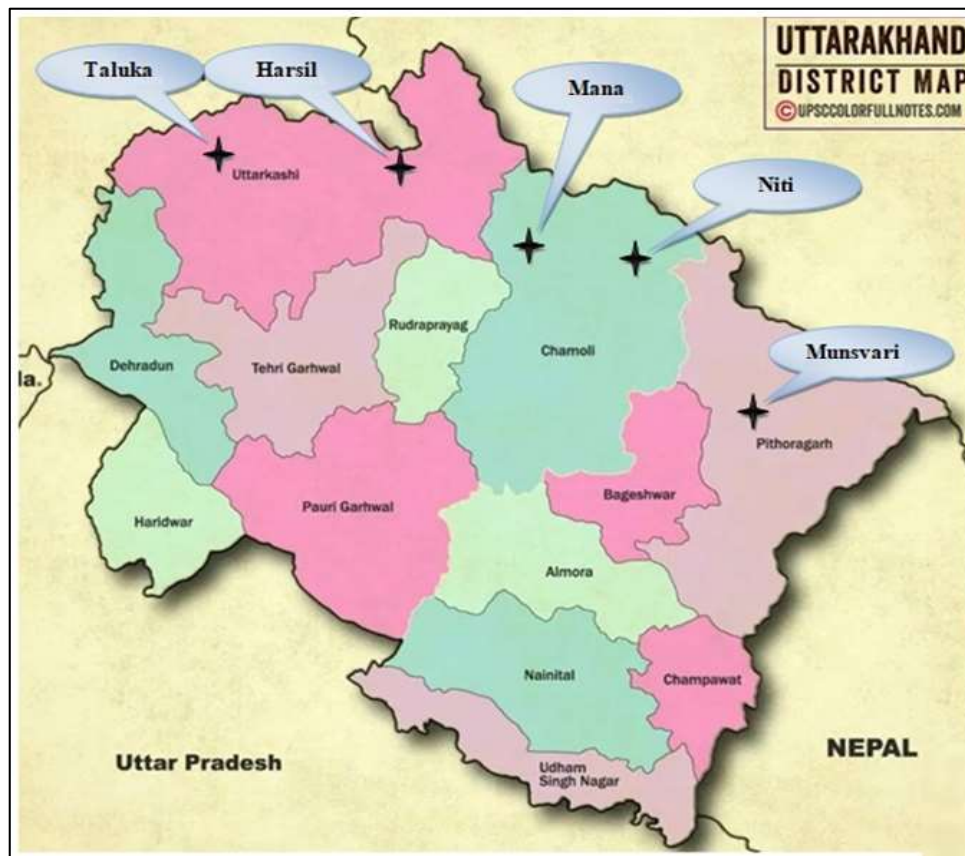 UTTARAKHAND
DISTRICT MAP
©UPSCCOLORFULLNOTES.COM
Taluka
Harsil
Mana
Niti
Munsvari
Uttarkashi
Rudraprayag
Chamoli
Dehradun
Tehri Garhwal
la.
Pithoragarh
Haridwar
Pauri Garhwal
Bageshwar
Almora
Nainital
Champawat
Udham
Singh Nagar
Uttar Pradesh
NEPAL